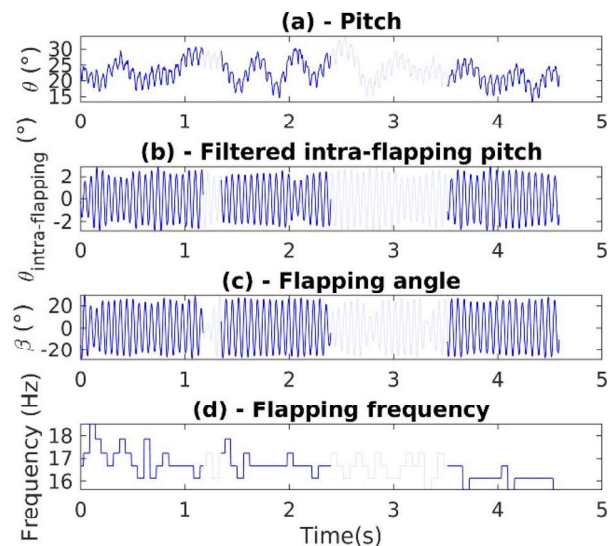 (a) - Pitch
θ (°)
30
25
20
15
0 1 2 3 4 5
(b) - Filtered intra-flapping pitch
θintra-flapping (°)
2
0
-2
0 1 2 3 4 5
(c) - Flapping angle
β (°)
20
0
-20
0 1 2 3 4 5
(d) - Flapping frequency
Frequency (Hz)
18
17
16
0 1 2 3 4 5
Time(s)